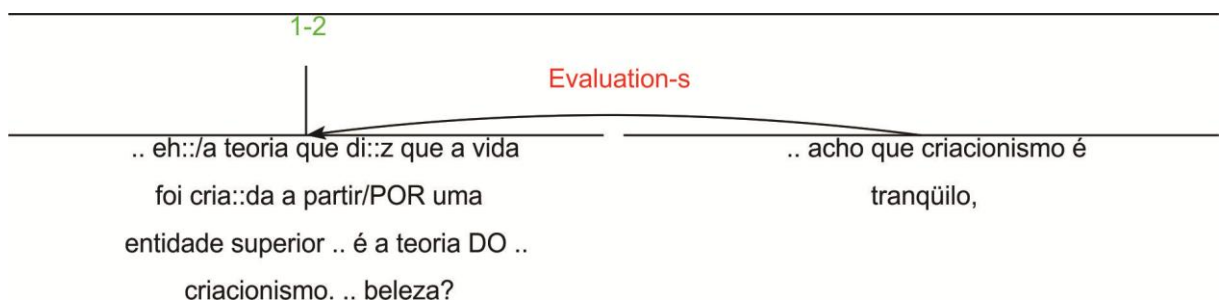 1-2
Evaluation-s
.. eh::/a teoria que di::z que a vida
foi cria::da a partir/POR uma
entidade superior .. é a teoria DO ..
criacionismo. .. beleza?
.. acho que criacionismo é
tranqüilo,